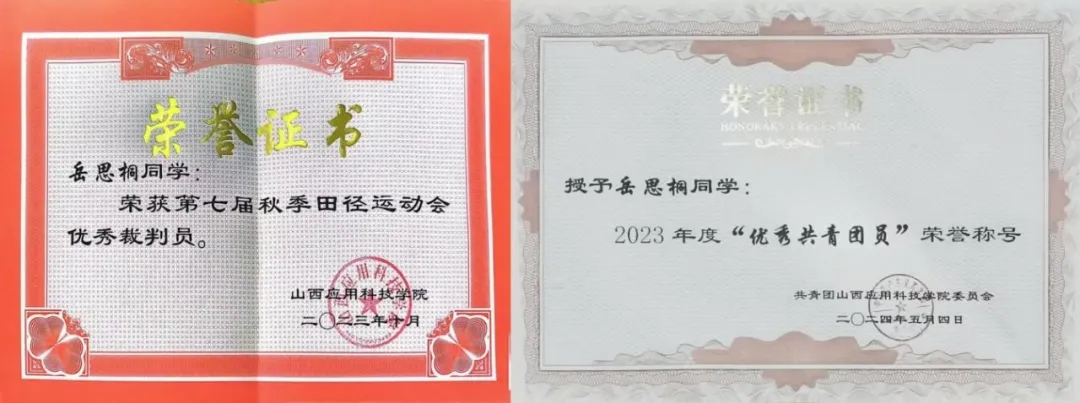 荣誉证书
岳思桐同学：
荣获第七届秋季田径运动会
优秀裁判员。
山西应用科技学院
二〇二三年十月
荣誉证书
HONORARY CREDENTIAL
授予岳思桐同学：
2023年度“优秀共青团员”荣誉称号
共青团山西应用科技学院委员会
二〇二四年五月四日